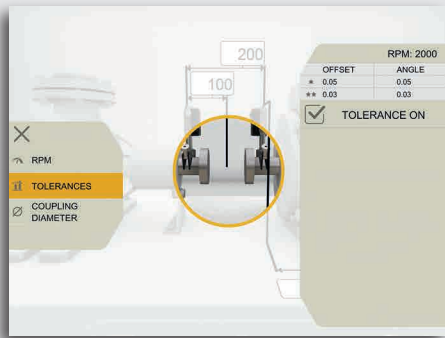 200
100
RPM: 2000
OFFSET ANGLE
* 0.05 0.05
** 0.03 0.03
TOLERANCE ON
RPM
TOLERANCES
COUPLING
DIAMETER